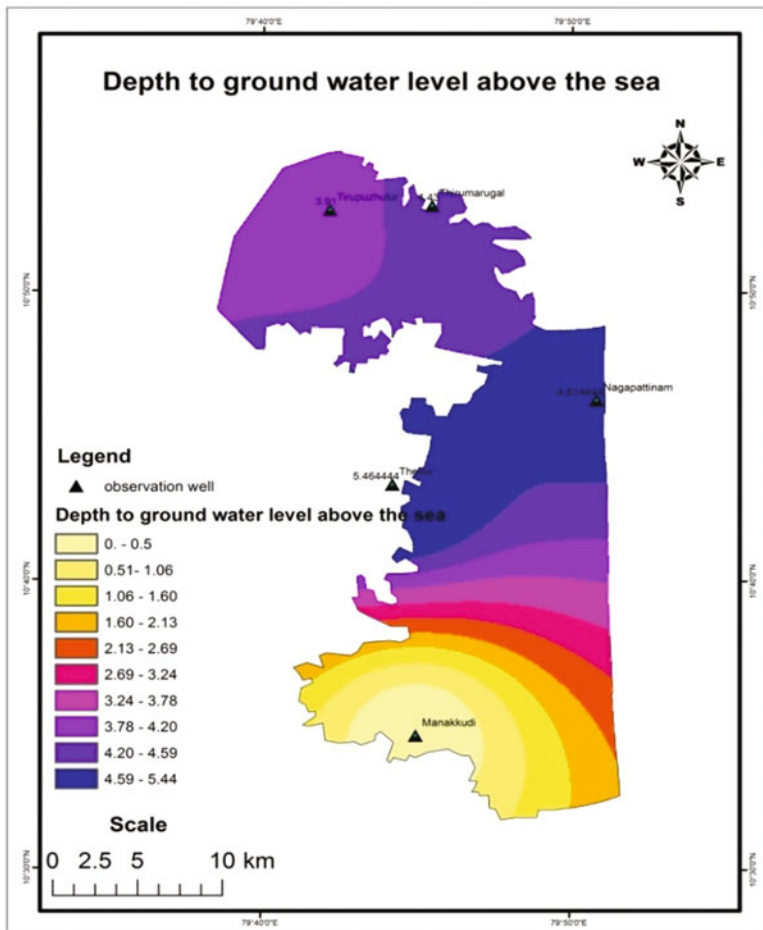 79°40'0"E 79°50'0"E
Depth to ground water level above the sea
N
W E
S
3.91 Tirupuzhulur
4.43 Thirumarugal
10°50'0"N 10°50'0"N
Nagapattinam
5.464444
Legend
observation well
Depth to ground water level above the sea
0. - 0.5
0.51- 1.06
1.06 - 1.60
1.60 - 2.13
2.13 - 2.69
2.69 - 3.24
3.24 - 3.78
3.78 - 4.20
4.20 - 4.59
4.59 - 5.44
10°40'0"N 10°40'0"N
Manakkudi
Scale
0 2.5 5 10 km
10°30'0"N 10°30'0"N
79°40'0"E 79°50'0"E